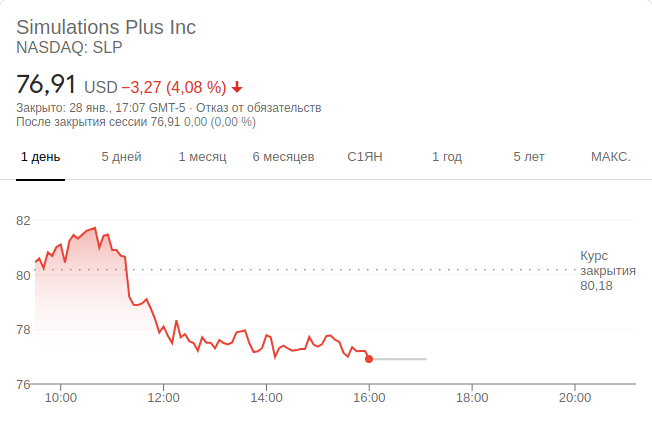 Simulations Plus Inc
NASDAQ: SLP
76,91 USD −3,27 (4,08 %)
Закрыто: 28 янв., 17:07 GMT-5 · Отказ от обязательств
После закрытия сессии 76,91 0,00 (0,00 %)
1 день 5 дней 1 месяц 6 месяцев С1ЯН 1 год 5 лет МАКС.
82
Курс
закрытия
80,18
80
78
76
10:00 12:00 14:00 16:00 18:00 20:00